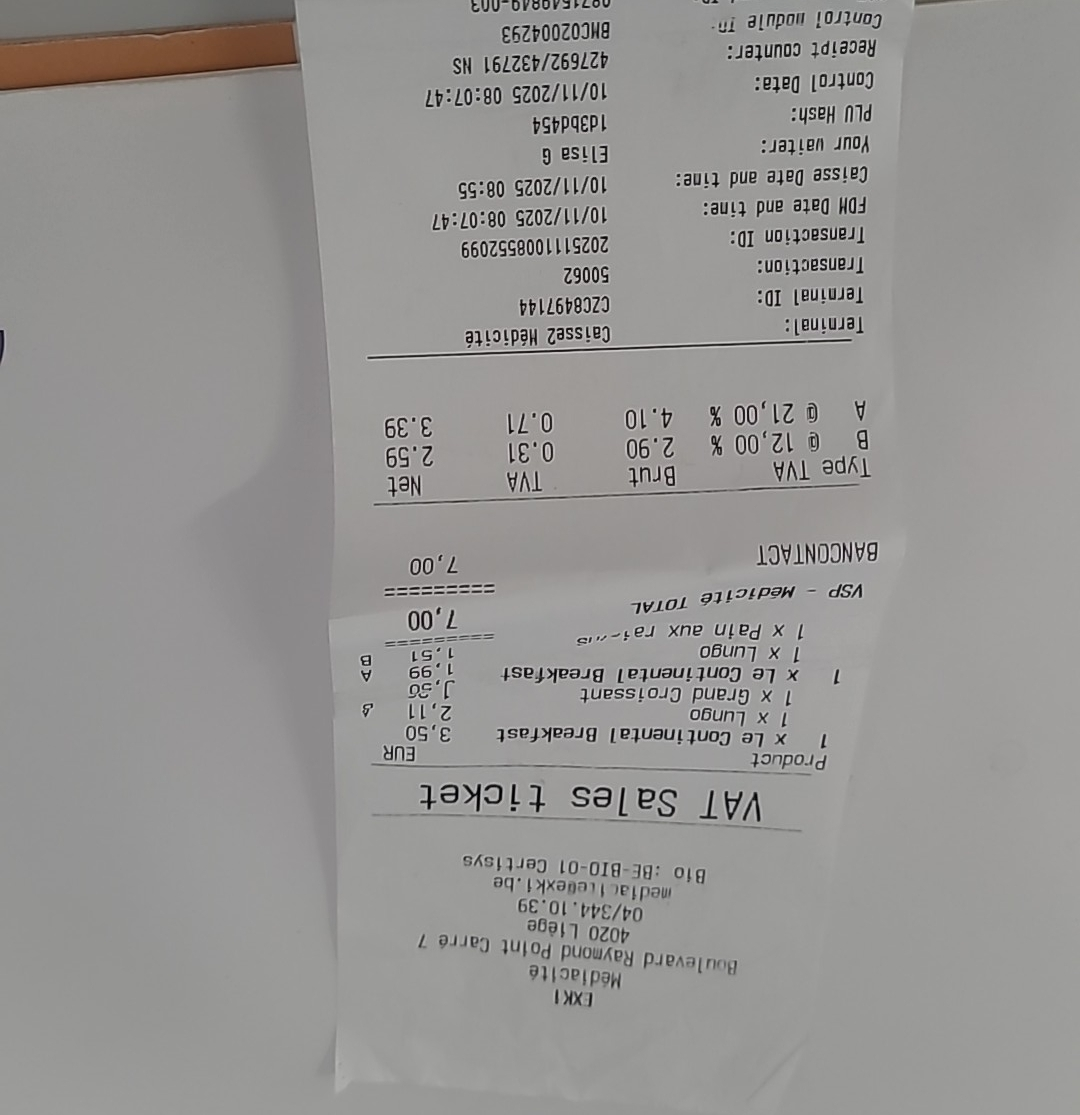 EXKI
Médiacité
Boulevard Raymond Point Carré 7
4020 Liège
04/344.10.39
mediacite@exki.be
Bio :BE-BIO-01 Certisys
VAT Sales ticket
Product EUR
1 x Le Continental Breakfast 3,50
1 x Lungo 2,11
1 x Grand Croissant
1 x Le Continental Breakfast 1,99 A
1 x Lungo 1,51 B
1 x Pain aux
=========
VSP - Médicité TOTAL 7,00
=========
BANCONTACT 7,00
Type TVA Brut TVA Net
B @ 12,00 % 2.90 0.31 2.59
A @ 21,00 % 4.10 0.71 3.39
Terminal: Caisse2 Médicité
Terminal ID: CZC8497144
Transaction: 50062
Transaction ID: 2025111008552099
FDM Date and time: 10/11/2025 08:07:47
Caisse Date and time: 10/11/2025 08:55
Your waiter: Elisa G
PLU Hash: 1d3bd454
Control Data: 10/11/2025 08:07:47
Receipt counter: 427692/432791 NS
Control module ID: BMC02004293